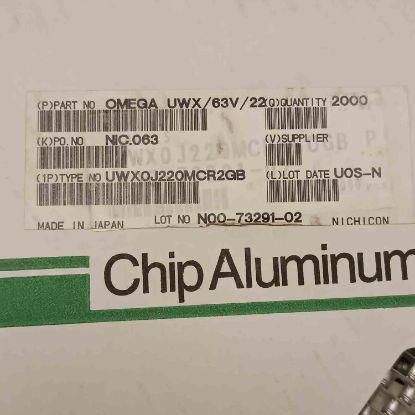 (P)PART NO OMEGA UWX/63V/22 (Q)QUANTITY 2000
(K)PO.NO NIC.063 (V)SUPPLIER
(1P)TYPE NO UWX0J220MCR2GB (L)LOT DATE U0S-N
MADE IN JAPAN LOT NO N00-73291-02 NICHICON
Chip Aluminum